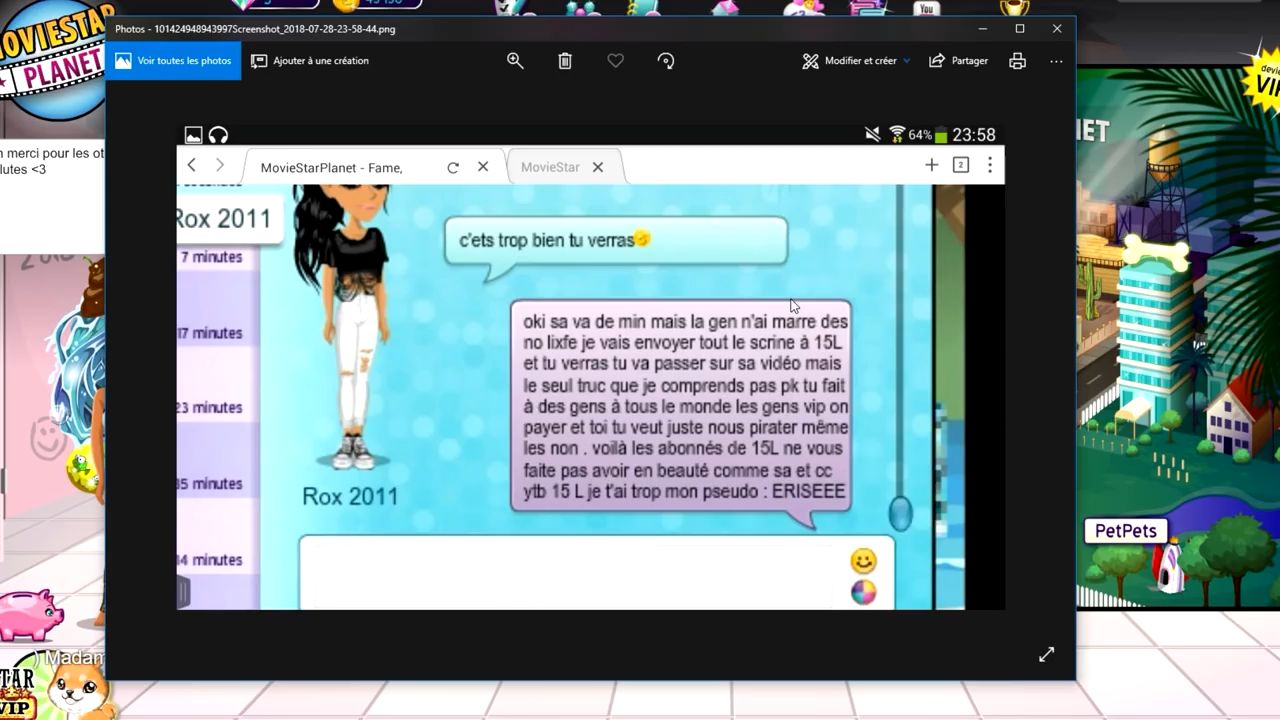 MOVIESTAR
PLANET
You
Photos - 101424948943997Screenshot_2018-07-28-23-58-44.png
Voir toutes les photos
Ajouter à une création
Modifier et créer
Partager
VIP
merci pour les
lutes <3
64%
23:58
MovieStarPlanet - Fame,
MovieStar
2
Rox 2011
7 minutes
17 minutes
23 minutes
35 minutes
14 minutes
c'ets trop bien tu verras
oki sa va de min mais la gen n'ai marre des
no lixfe je vais envoyer tout le scrine à 15L
et tu verras tu va passer sur sa vidéo mais
le seul truc que je comprends pas pk tu fait
à des gens à tous le monde les gens vip on
payer et toi tu veut juste nous pirater même
les non . voilà les abonnés de 15L ne vous
faite pas avoir en beauté comme sa et cc
ytb 15 L je t'ai trop mon pseudo : ERISEEE
Rox 2011
PetPets
) Madam
VIP